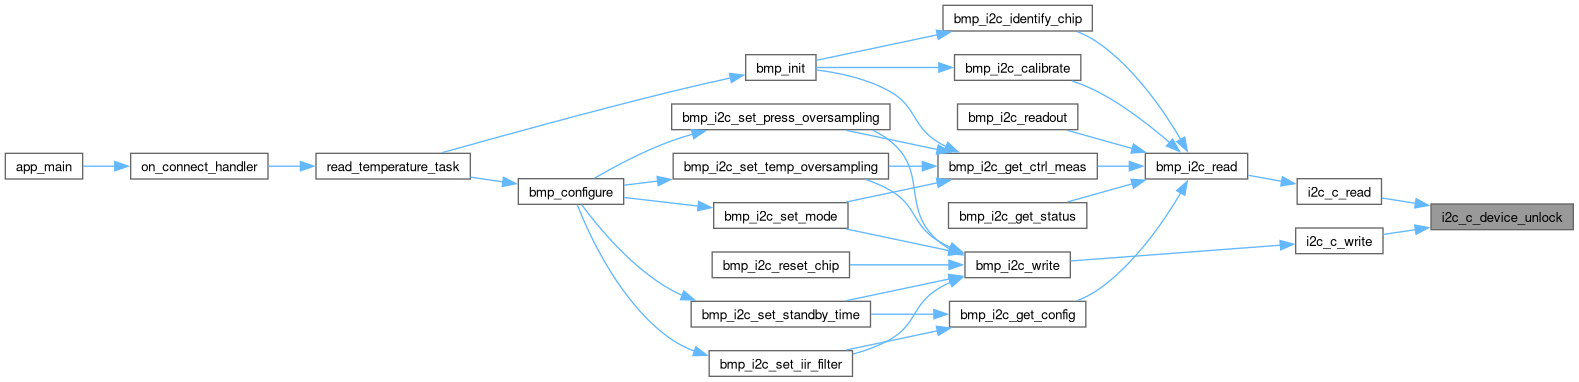 bmp_i2c_identify_chip
bmp_init
bmp_i2c_calibrate
bmp_i2c_set_press_oversampling
bmp_i2c_readout
app_main
on_connect_handler
read_temperature_task
bmp_configure
bmp_i2c_set_temp_oversampling
bmp_i2c_get_ctrl_meas
bmp_i2c_read
i2c_c_read
bmp_i2c_set_mode
bmp_i2c_get_status
i2c_c_device_unlock
i2c_c_write
bmp_i2c_reset_chip
bmp_i2c_write
bmp_i2c_set_standby_time
bmp_i2c_get_config
bmp_i2c_set_iir_filter